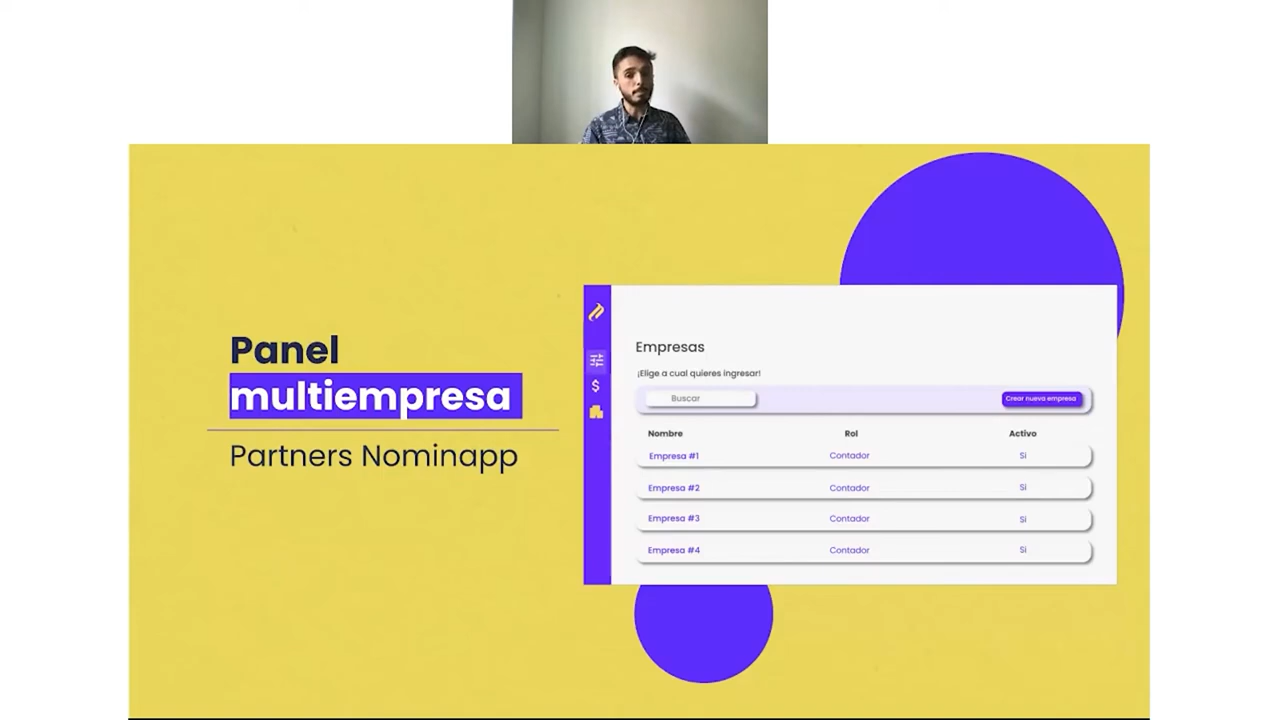 Panel
multiempresa
Partners Nominapp
Empresas
¡Elige a cual quieres ingresar!
Buscar
Crear nueva empresa
Nombre Rol Activo
Empresa #1 Contador Si
Empresa #2 Contador Si
Empresa #3 Contador Si
Empresa #4 Contador Si